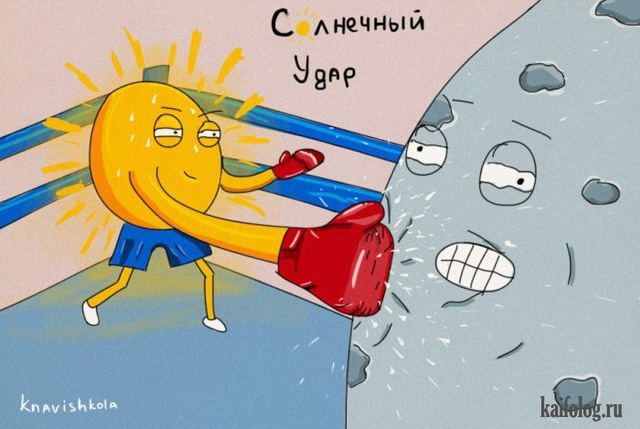 Солнечный
Удар
Knavishkola
kaifolog.ru